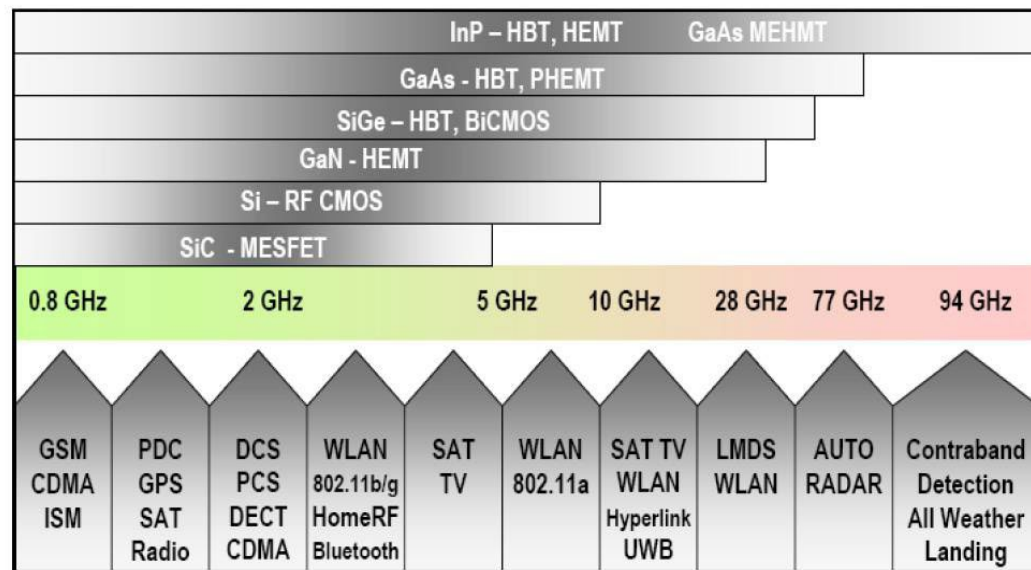 InP – HBT, HEMT GaAs MEHMT
GaAs - HBT, PHEMT
SiGe – HBT, BiCMOS
GaN - HEMT
Si – RF CMOS
SiC - MESFET
0.8 GHz 2 GHz 5 GHz 10 GHz 28 GHz 77 GHz 94 GHz
GSM
CDMA
ISM
PDC
GPS
SAT
Radio
DCS
PCS
DECT
CDMA
WLAN
802.11b/g
HomeRF
Bluetooth
SAT
TV
WLAN
802.11a
SAT TV
WLAN
Hyperlink
UWB
LMDS
WLAN
AUTO
RADAR
Contraband
Detection
All Weather
Landing